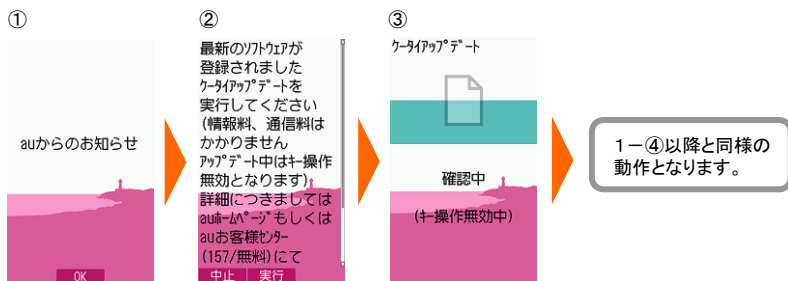 ①
auからのお知らせ
OK
②
最新のｿﾌﾄｳｪｱが
登録されました
ｹｰﾀｲｱｯﾌﾟﾃﾞｰﾄを
実行してください
(情報料、通信料は
かかりません
ｱｯﾌﾟﾃﾞｰﾄ中はｷｰ操作
無効となります)
詳細につきましては
auﾎｰﾑﾍﾟｰｼﾞもしくは
auお客様ｾﾝﾀｰ
(157/無料)にて
中止 実行
③
ｹｰﾀｲｱｯﾌﾟﾃﾞｰﾄ
確認中
(ｷｰ操作無効中)
１－④以降と同様の
動作となります。